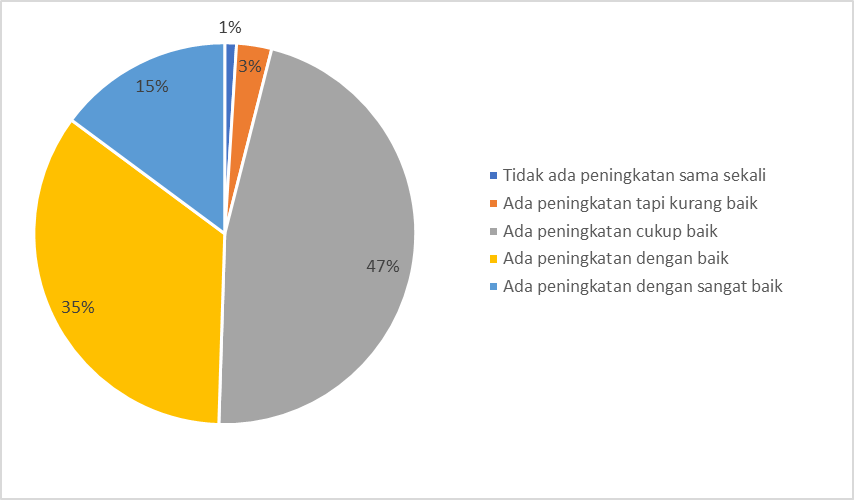 1%
3%
15%
47%
35%
Tidak ada peningkatan sama sekali
Ada peningkatan tapi kurang baik
Ada peningkatan cukup baik
Ada peningkatan dengan baik
Ada peningkatan dengan sangat baik